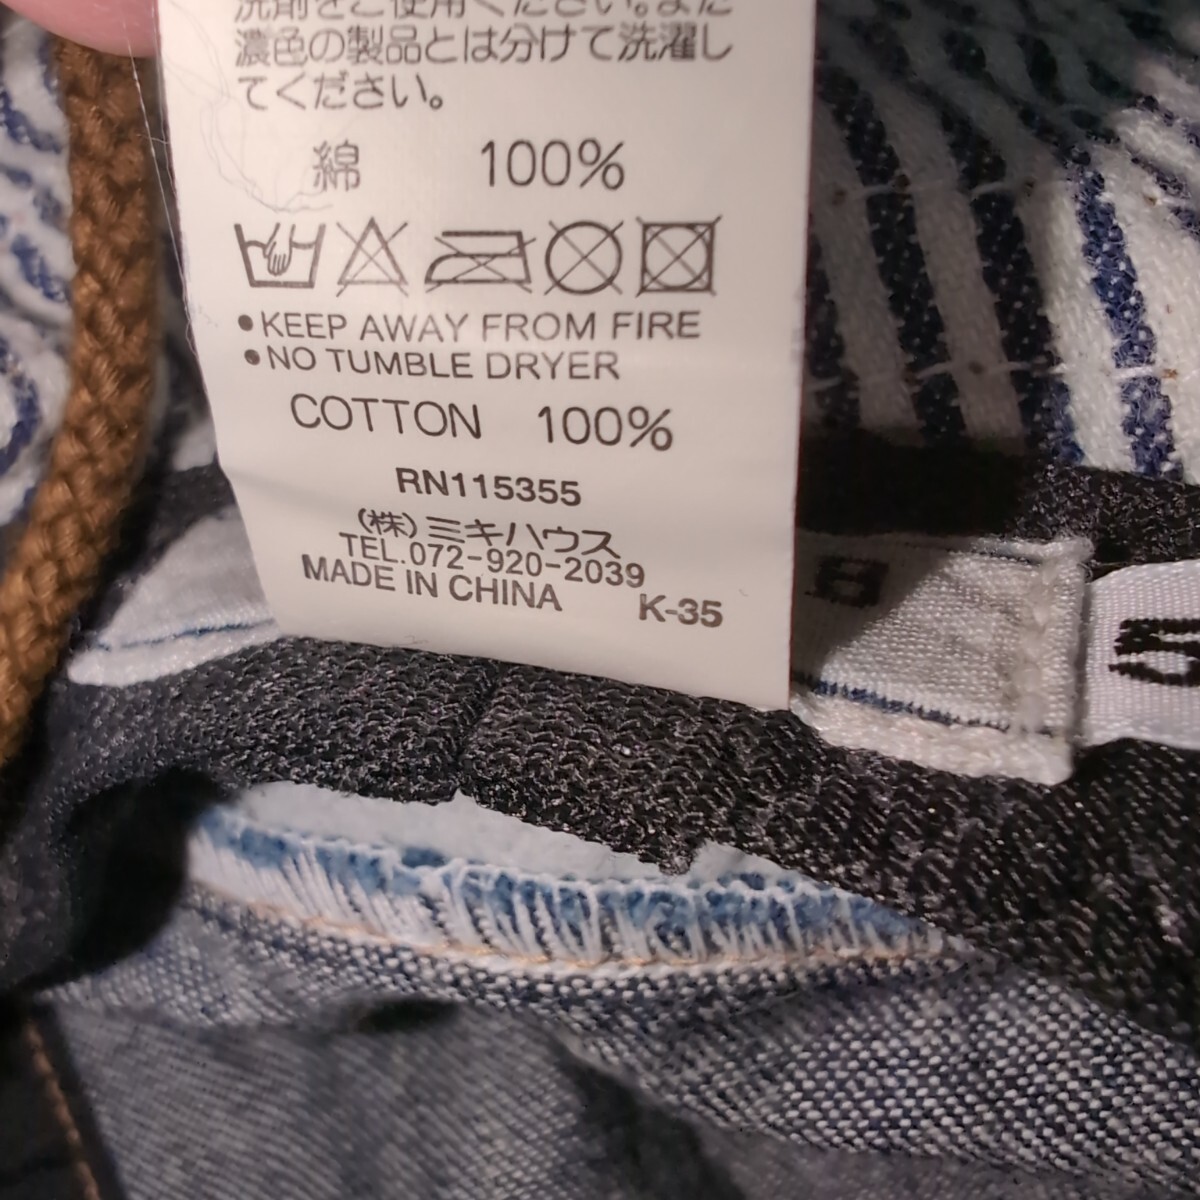 洗剤をご使用ください。また
濃色の製品とは分けて洗濯し
てください。
綿 100%
●KEEP AWAY FROM FIRE
●NO TUMBLE DRYER
COTTON 100%
RN115355
(株)ミキハウス
TEL.072-920-2039
MADE IN CHINA K-35